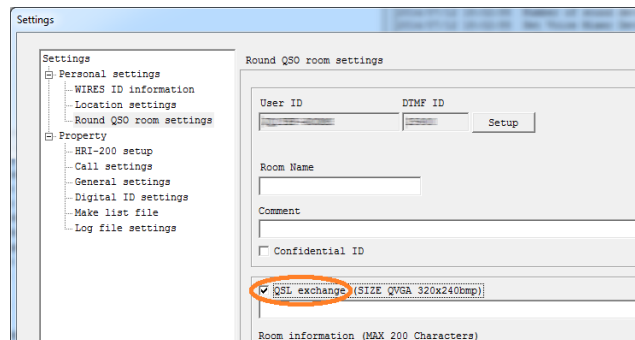 Settings
Settings
Personal settings
WIRES ID information
Location settings
Round QSO room settings
Property
HRI-200 setup
Call settings
General settings
Digital ID settings
Make list file
Log file settings
Round QSO room settings
User ID
DTMF ID
Setup
Room Name
Comment
Confidential ID
QSL exchange (SIZE QVGA 320x240bmp)
Room information (MAX 200 Characters)